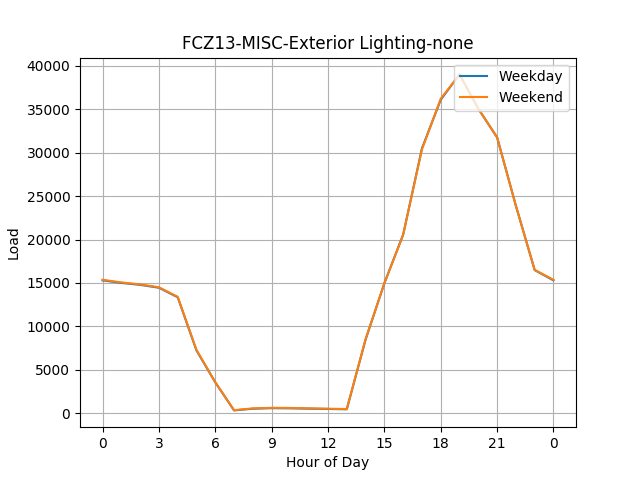 FCZ13-MISC-Exterior Lighting-none
40000
35000
30000
25000
20000
15000
10000
5000
0
Load
Weekday
Weekend
0 3 6 9 12 15 18 21 0
Hour of Day